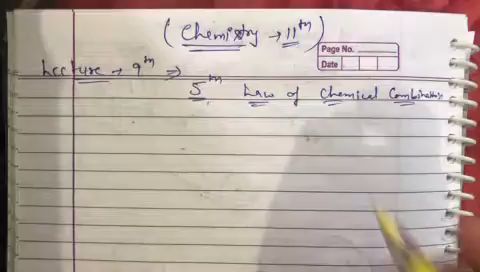 (Chemistry → 11th)
Page No.
Date
Lecture → 9th ⇒
5th Law of Chemical Combination